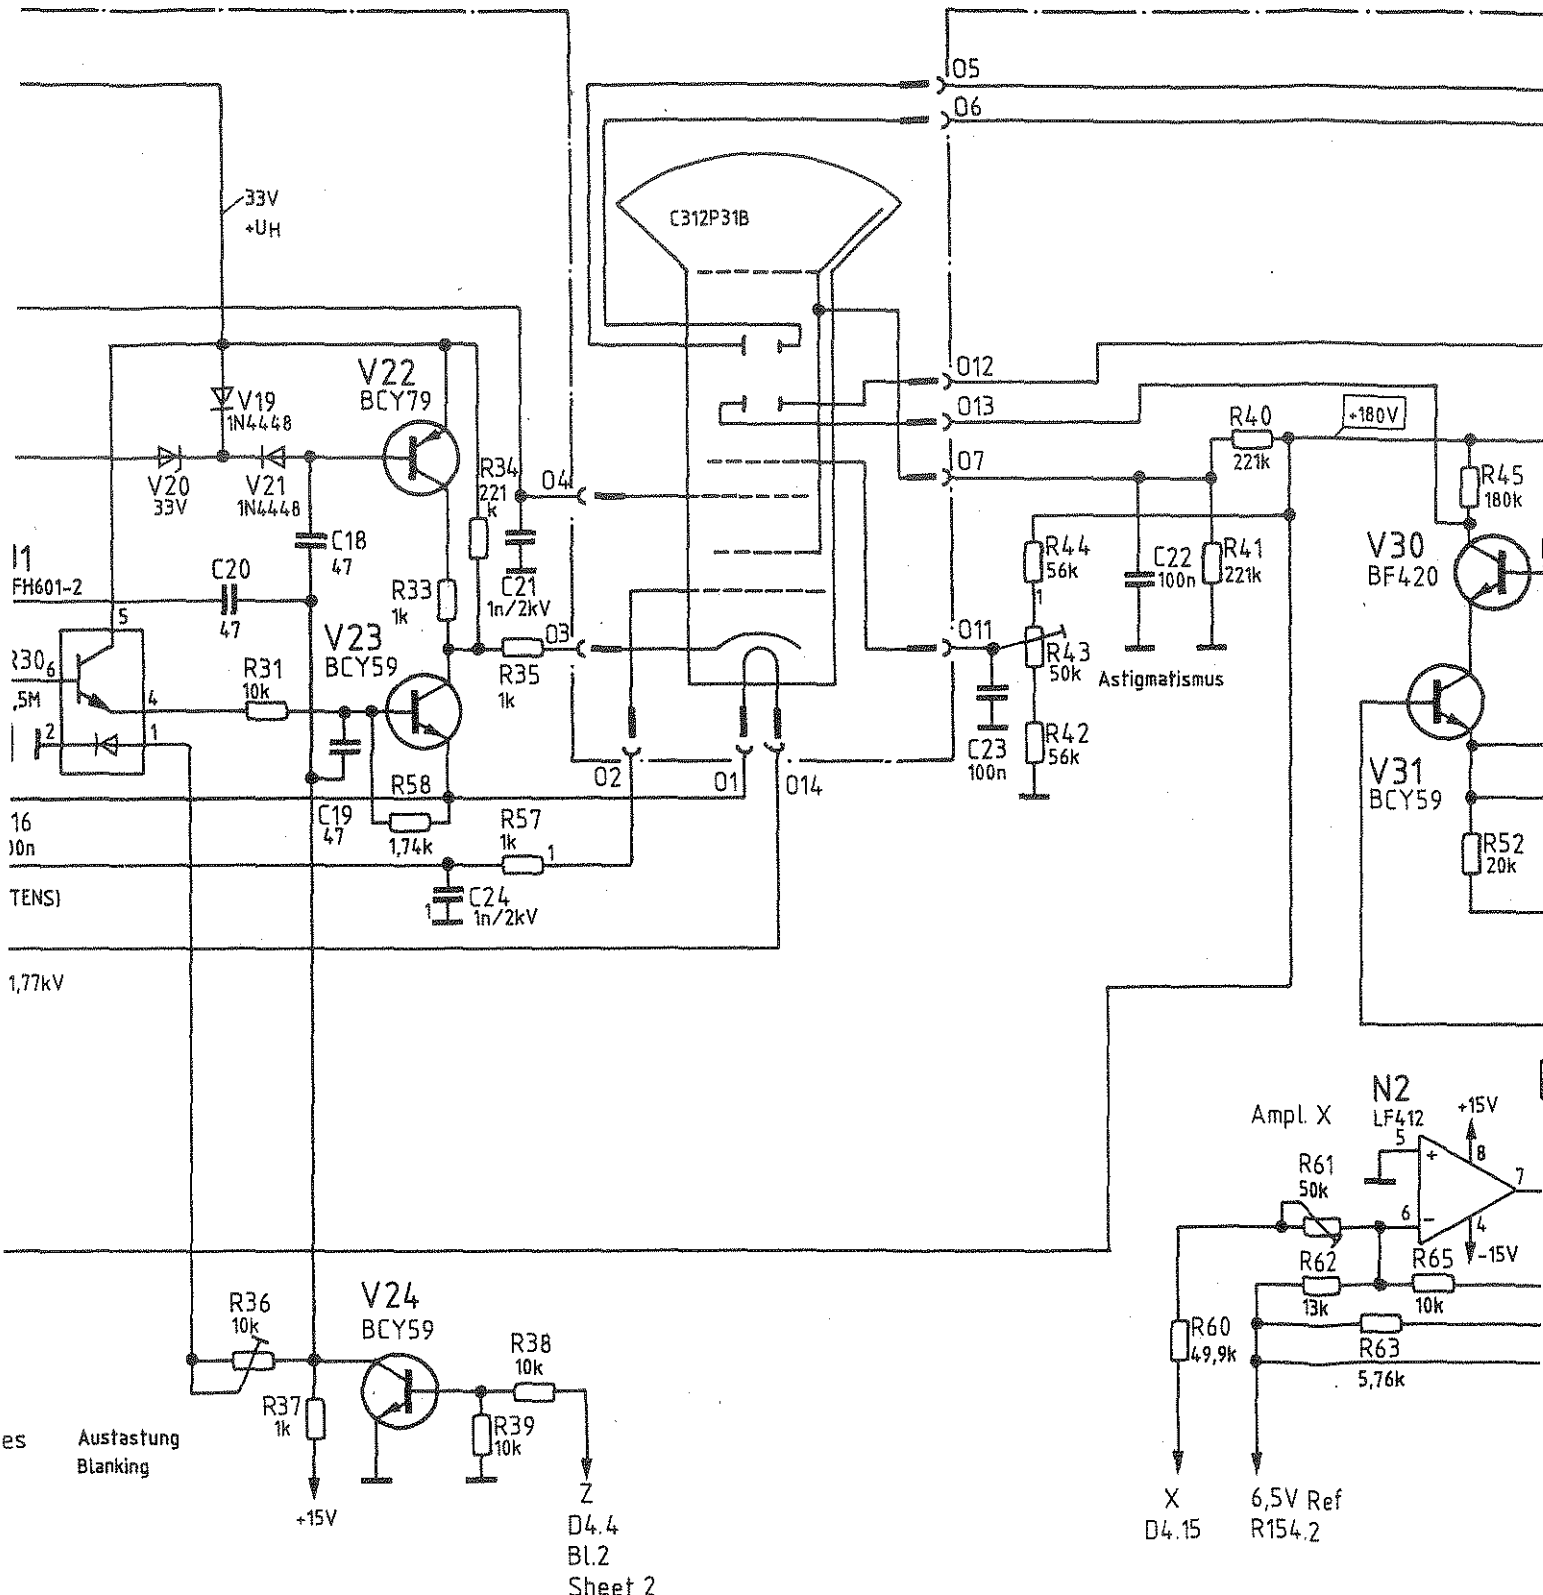 05
06
33V
+UH
C312P31B
V22
BCY79
V19
1N4448
012
013
+180V
R40
221k
R34
221
k
04
07
R45
180k
V20
33V
V21
1N4448
C18
47
R44
56k
1
C22
100n
R41
221k
V30
BF420
FH601-2
C20
47
5
R33
1k
C21
1n/2kV
V23
BCY59
03
011
R35
1k
R43
50k
Astigmatismus
R30
6
,5M
R31
10k
4
2
1
C23
100n
R42
56k
02
01
014
V31
BCY59
R58
1,74k
C19
47
R57
1k
1
R52
20k
16
00n
C24
1n/2kV
1
TENS)
1,77kV
N2
LF412
+15V
Ampl. X
5
+
8
R61
50k
7
6
-
4
-15V
R62
13k
R65
10k
V24
BCY59
R36
10k
R38
10k
R60
49,9k
R63
5,76k
R37
1k
R39
10k
es
Austastung
Blanking
+15V
Z
D4.4
Bl.2
Sheet 2
X
D4.15
6,5V Ref
R154.2